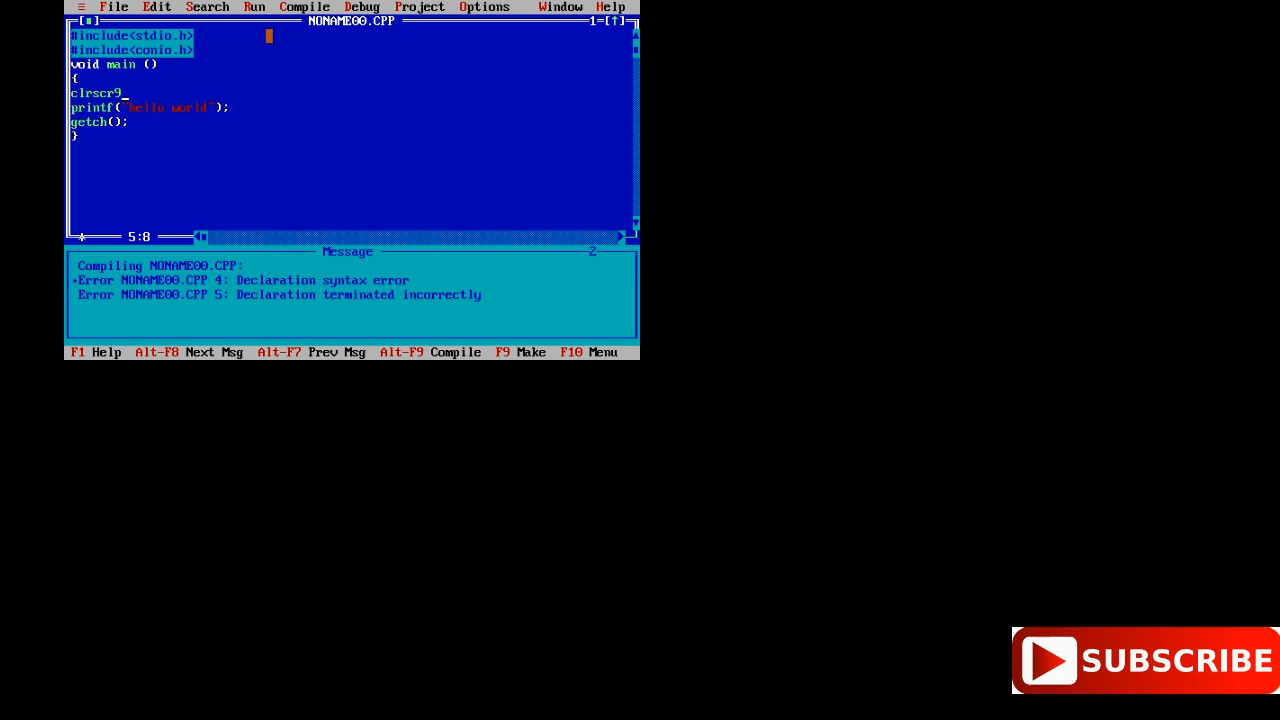 ≡ File Edit Search Run Compile Debug Project Options Window Help
[■] NONAME00.CPP 1=[↑]
#include<stdio.h>
#include<conio.h>
void main ()
{
clrscr9_
printf("hello world");
getch();
}
5:8
Message 2
Compiling NONAME00.CPP:
•Error NONAME00.CPP 4: Declaration syntax error
Error NONAME00.CPP 5: Declaration terminated incorrectly
F1 Help Alt-F8 Next Msg Alt-F7 Prev Msg Alt-F9 Compile F9 Make F10 Menu
SUBSCRIBE